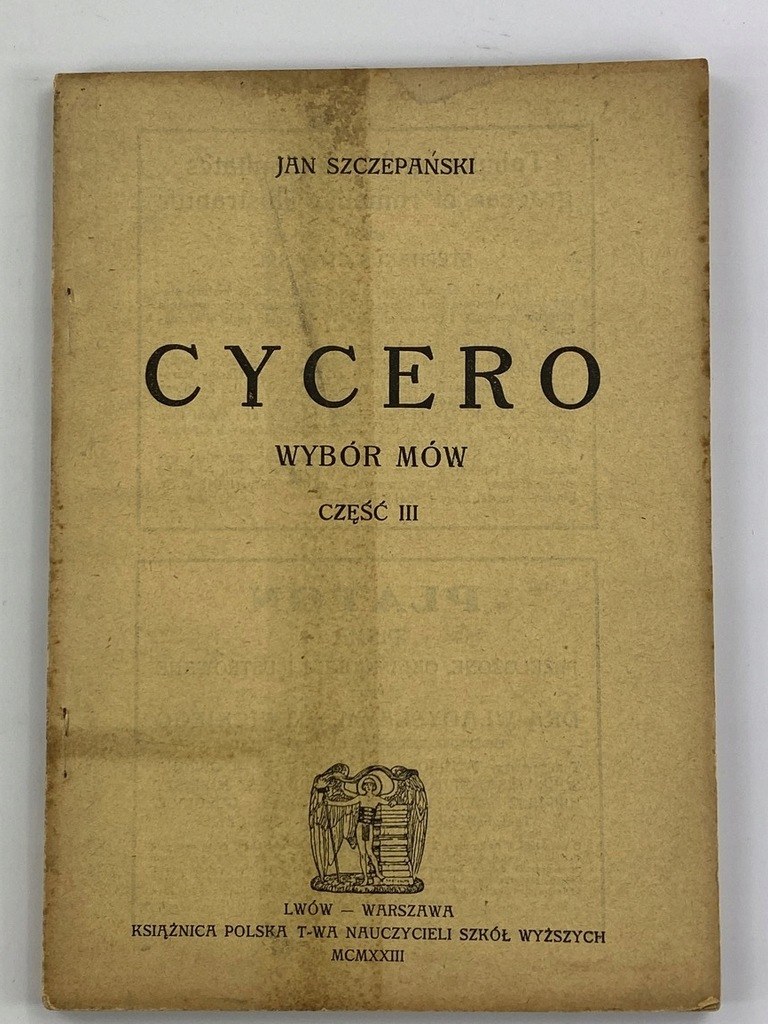 JAN SZCZEPAŃSKI
CYCERO
WYBÓR MÓW
CZĘŚĆ III
LWÓW — WARSZAWA
KSIĄŻNICA POLSKA T-WA NAUCZYCIELI SZKÓŁ WYŻSZYCH
MCMXXIII